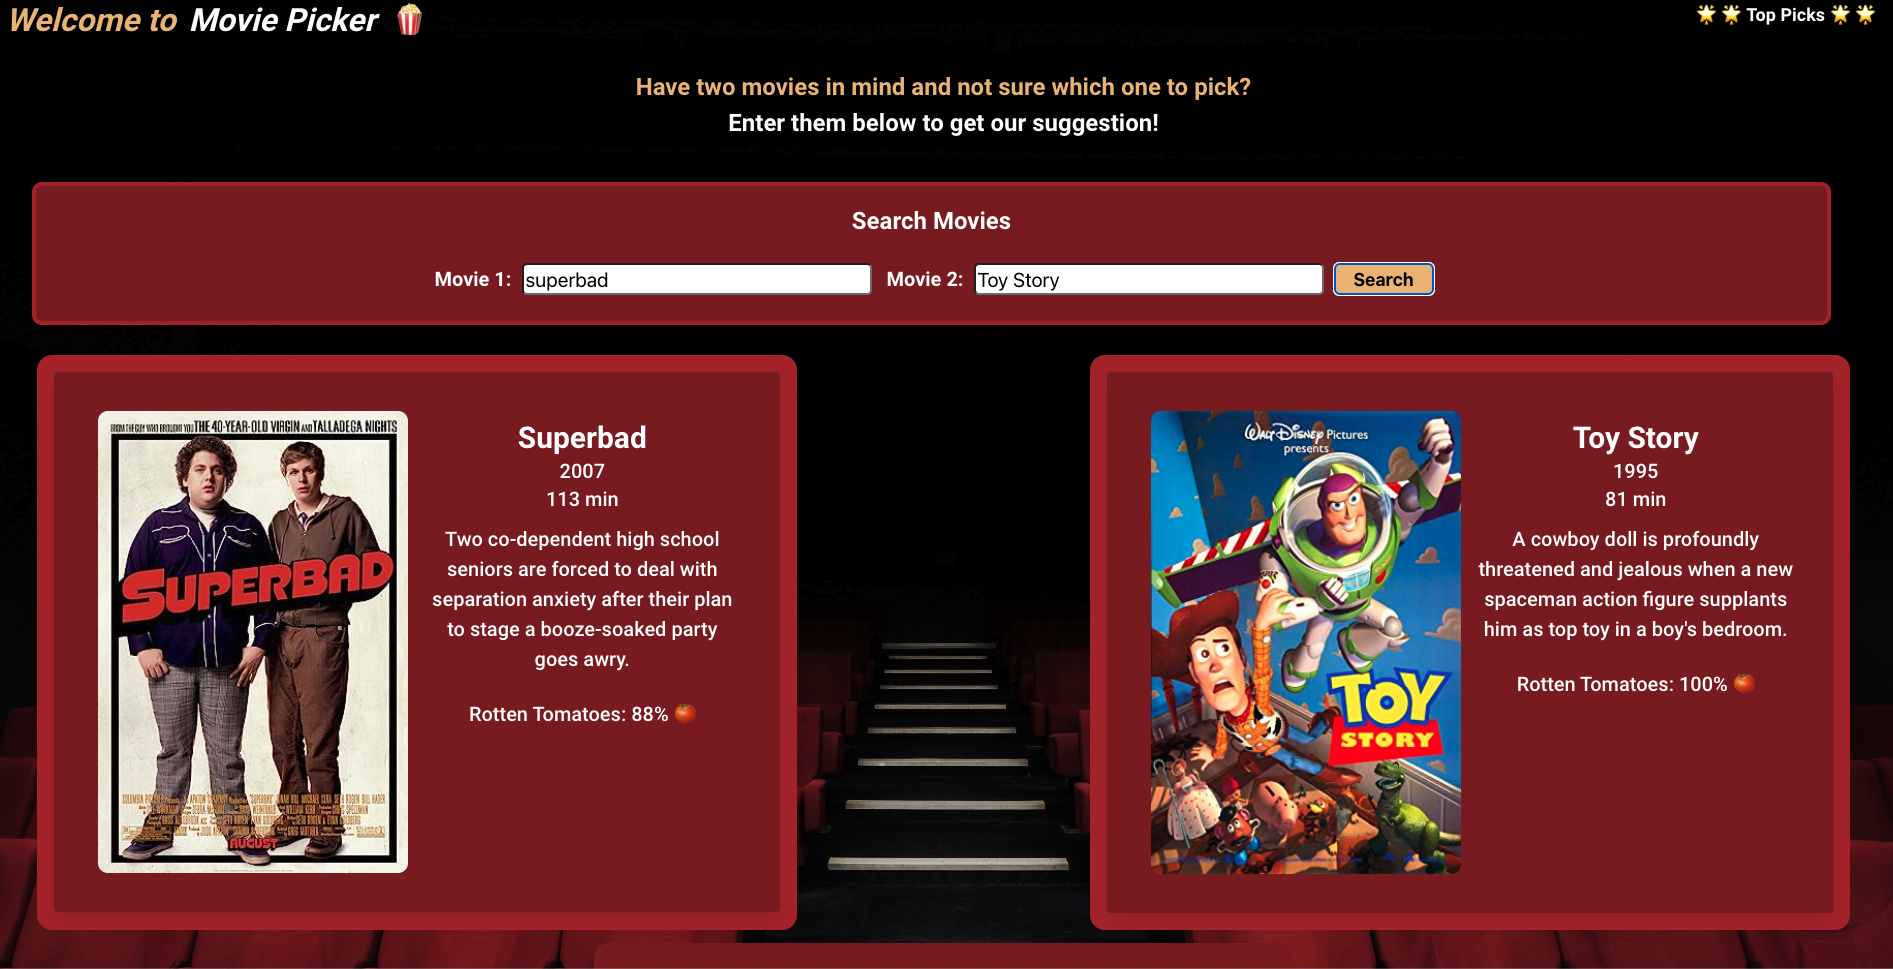 Welcome to Movie Picker 🍿
🌟 🌟 Top Picks 🌟 🌟
Have two movies in mind and not sure which one to pick?
Enter them below to get our suggestion!
Search Movies
Movie 1: superbad Movie 2: Toy Story Search
FROM THE GUY WHO BROUGHT YOU THE 40-YEAR-OLD VIRGIN AND TALLADEGA NIGHTS
SUPERBAD
AUGUST
Superbad
2007
113 min
Two co-dependent high school
seniors are forced to deal with
separation anxiety after their plan
to stage a booze-soaked party
goes awry.
Rotten Tomatoes: 88% 🍅
Walt Disney Pictures
presents
TOY
STORY
Toy Story
1995
81 min
A cowboy doll is profoundly
threatened and jealous when a new
spaceman action figure supplants
him as top toy in a boy's bedroom.
Rotten Tomatoes: 100% 🍅